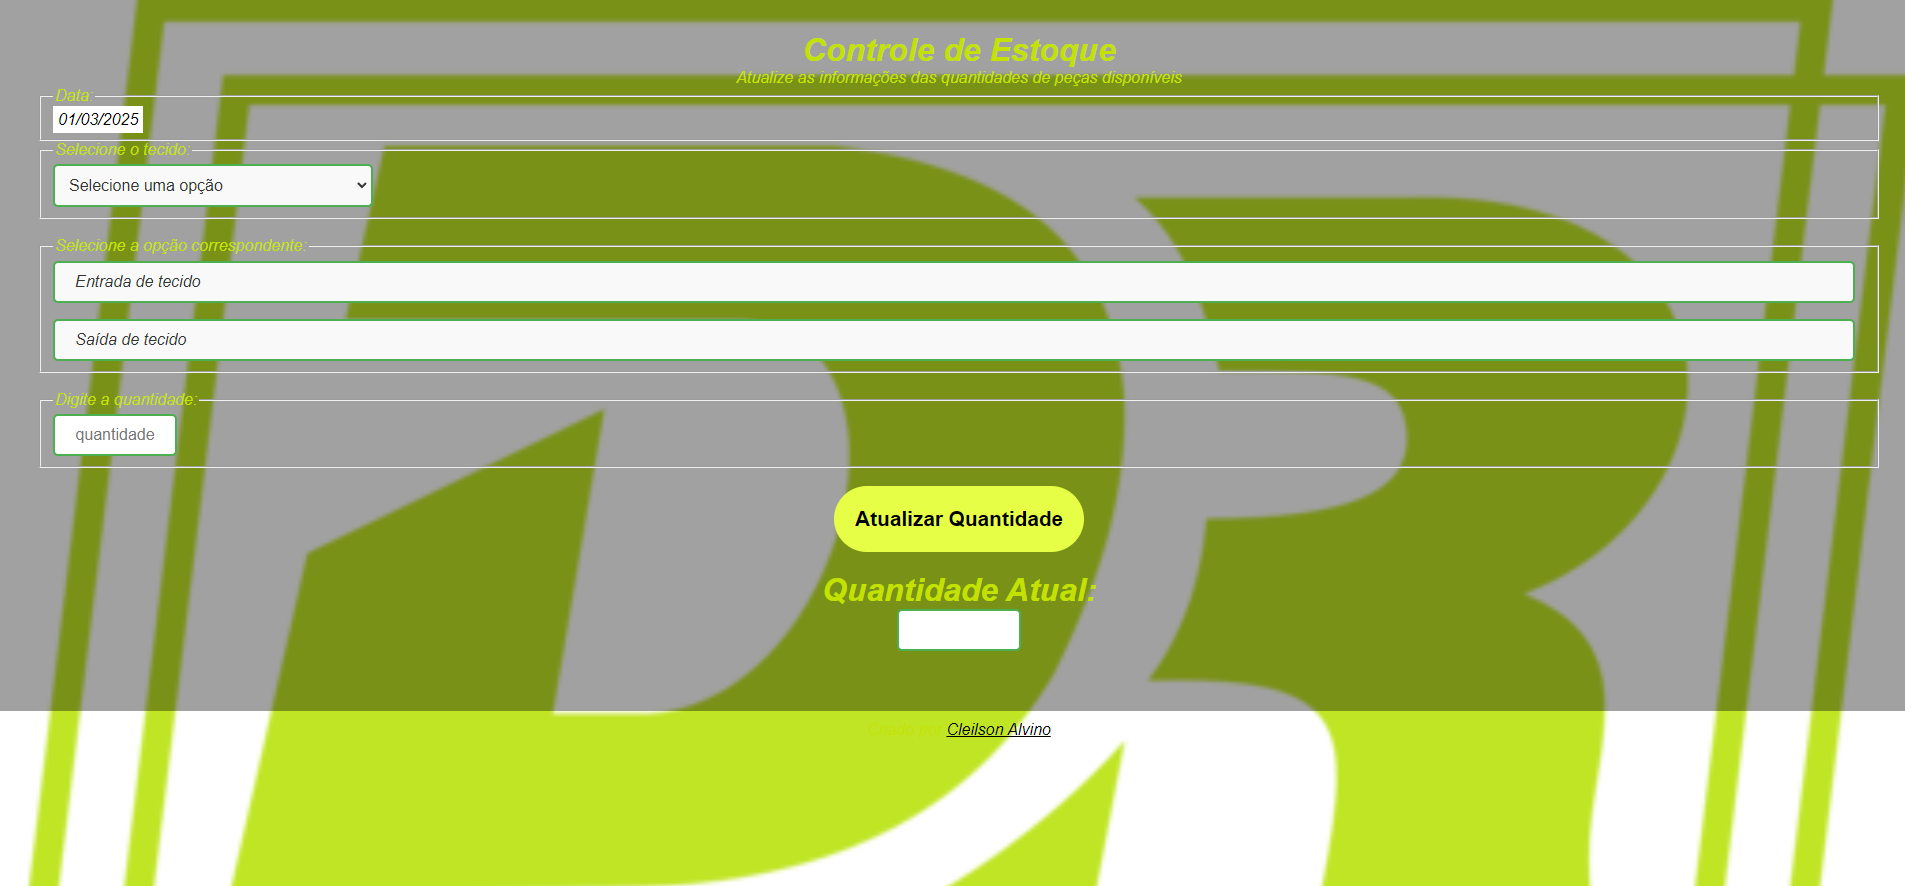 Controle de Estoque
Atualize as informações das quantidades de peças disponíveis
Data:
01/03/2025
Selecione o tecido:
Selecione uma opção
Selecione a opção correspondente:
Entrada de tecido
Saída de tecido
Digite a quantidade:
quantidade
Atualizar Quantidade
Quantidade Atual:
Cleilson Alvino
DR